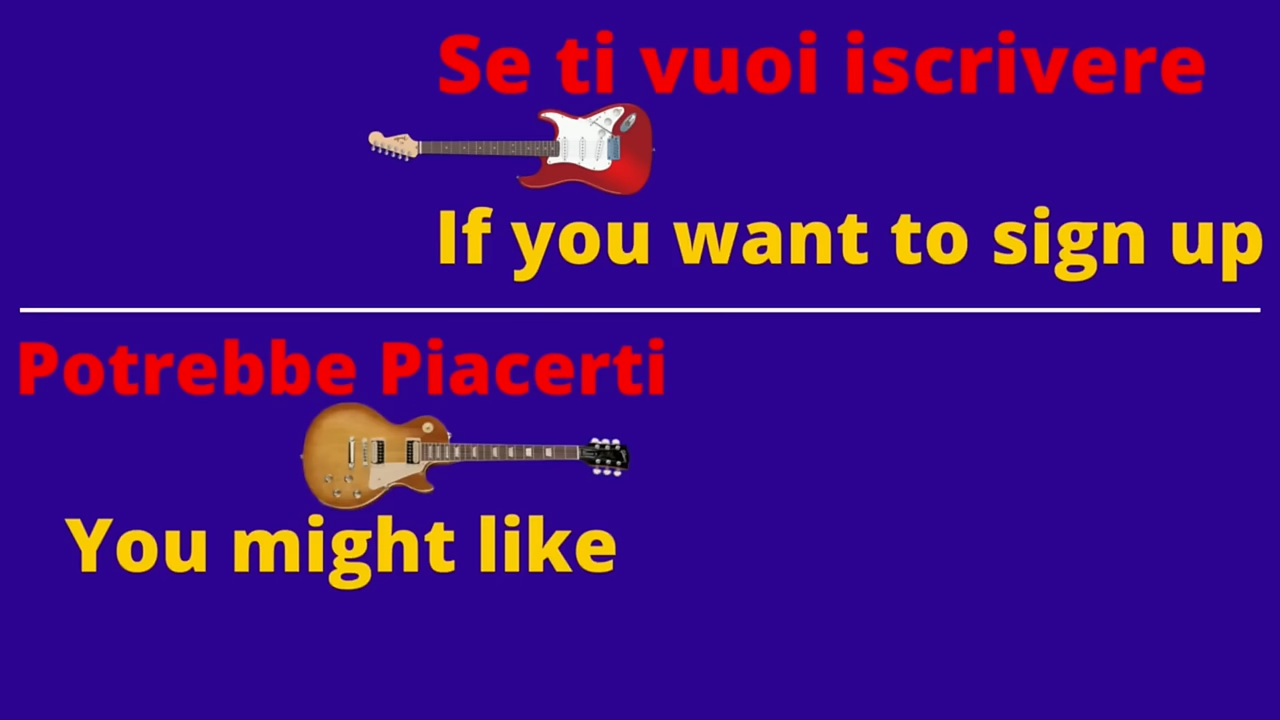 Se ti vuoi iscrivere
If you want to sign up
Potrebbe Piacerti
You might like